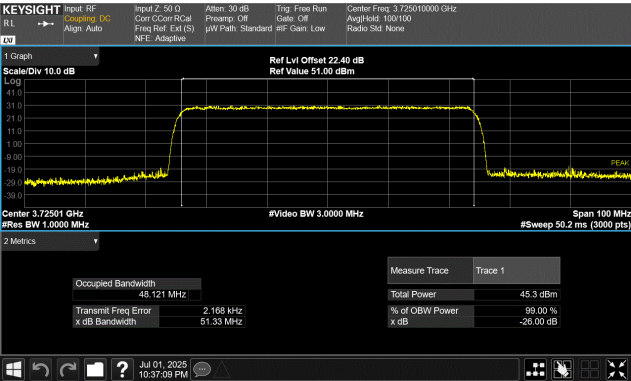 KEYSIGHT Input: RF Input Z: 50 Ω Atten: 30 dB Trig: Free Run Center Freq: 3.725010000 GHz
RL Coupling: DC Corr CCorr RCal Preamp: Off Gate: Off Avg|Hold: 100/100
Align: Auto Freq Ref: Ext (S) µW Path: Standard #IF Gain: Low Radio Std: None
LXI NFE: Adaptive
1 Graph
Ref Lvl Offset 22.40 dB
Scale/Div 10.0 dB Ref Value 51.00 dBm
Log
41.0
31.0
21.0
11.0
1.00
-9.00
-19.0
PEAK
-29.0
-39.0
Center 3.72501 GHz #Video BW 3.0000 MHz Span 100 MHz
#Res BW 1.0000 MHz #Sweep 50.2 ms (3000 pts)
2 Metrics
Measure Trace Trace 1
Occupied Bandwidth
48.121 MHz Total Power 45.3 dBm
Transmit Freq Error 2.168 kHz % of OBW Power 99.00 %
x dB Bandwidth 51.33 MHz x dB -26.00 dB
? Jul 01, 2025
10:37:09 PM